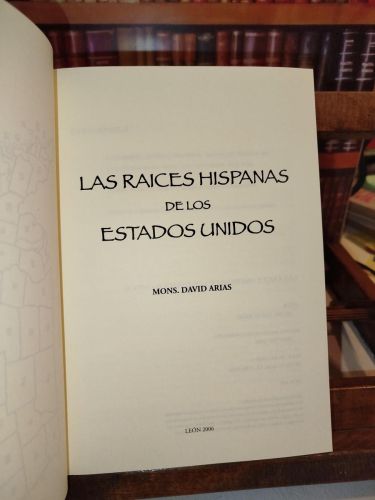 LAS RAICES HISPANAS
DE LOS
ESTADOS UNIDOS
MONS. DAVID ARIAS
LEÓN 2006